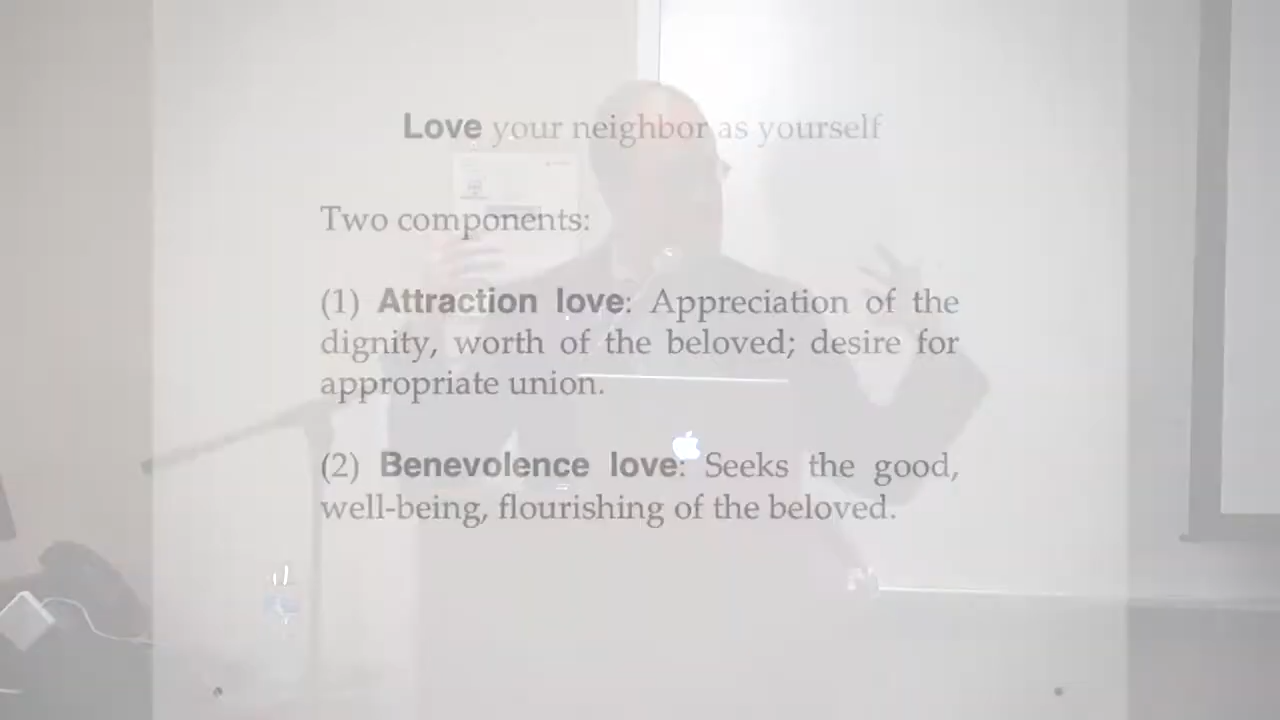 Love your neighbor as yourself
Two components:
(1) Attraction love: Appreciation of the
dignity, worth of the beloved; desire for
appropriate union.
(2) Benevolence love: Seeks the good,
well-being, flourishing of the beloved.